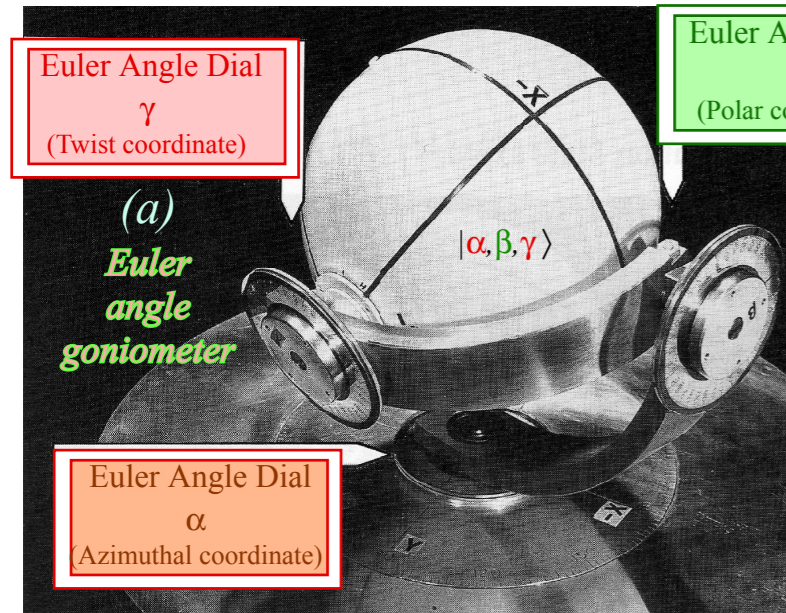 Euler Angle Dial
γ
(Twist coordinate)
Euler A
(Polar co
(a)
Euler
angle
goniometer
|α,β,γ⟩
-X
Euler Angle Dial
α
(Azimuthal coordinate)
-X
Y